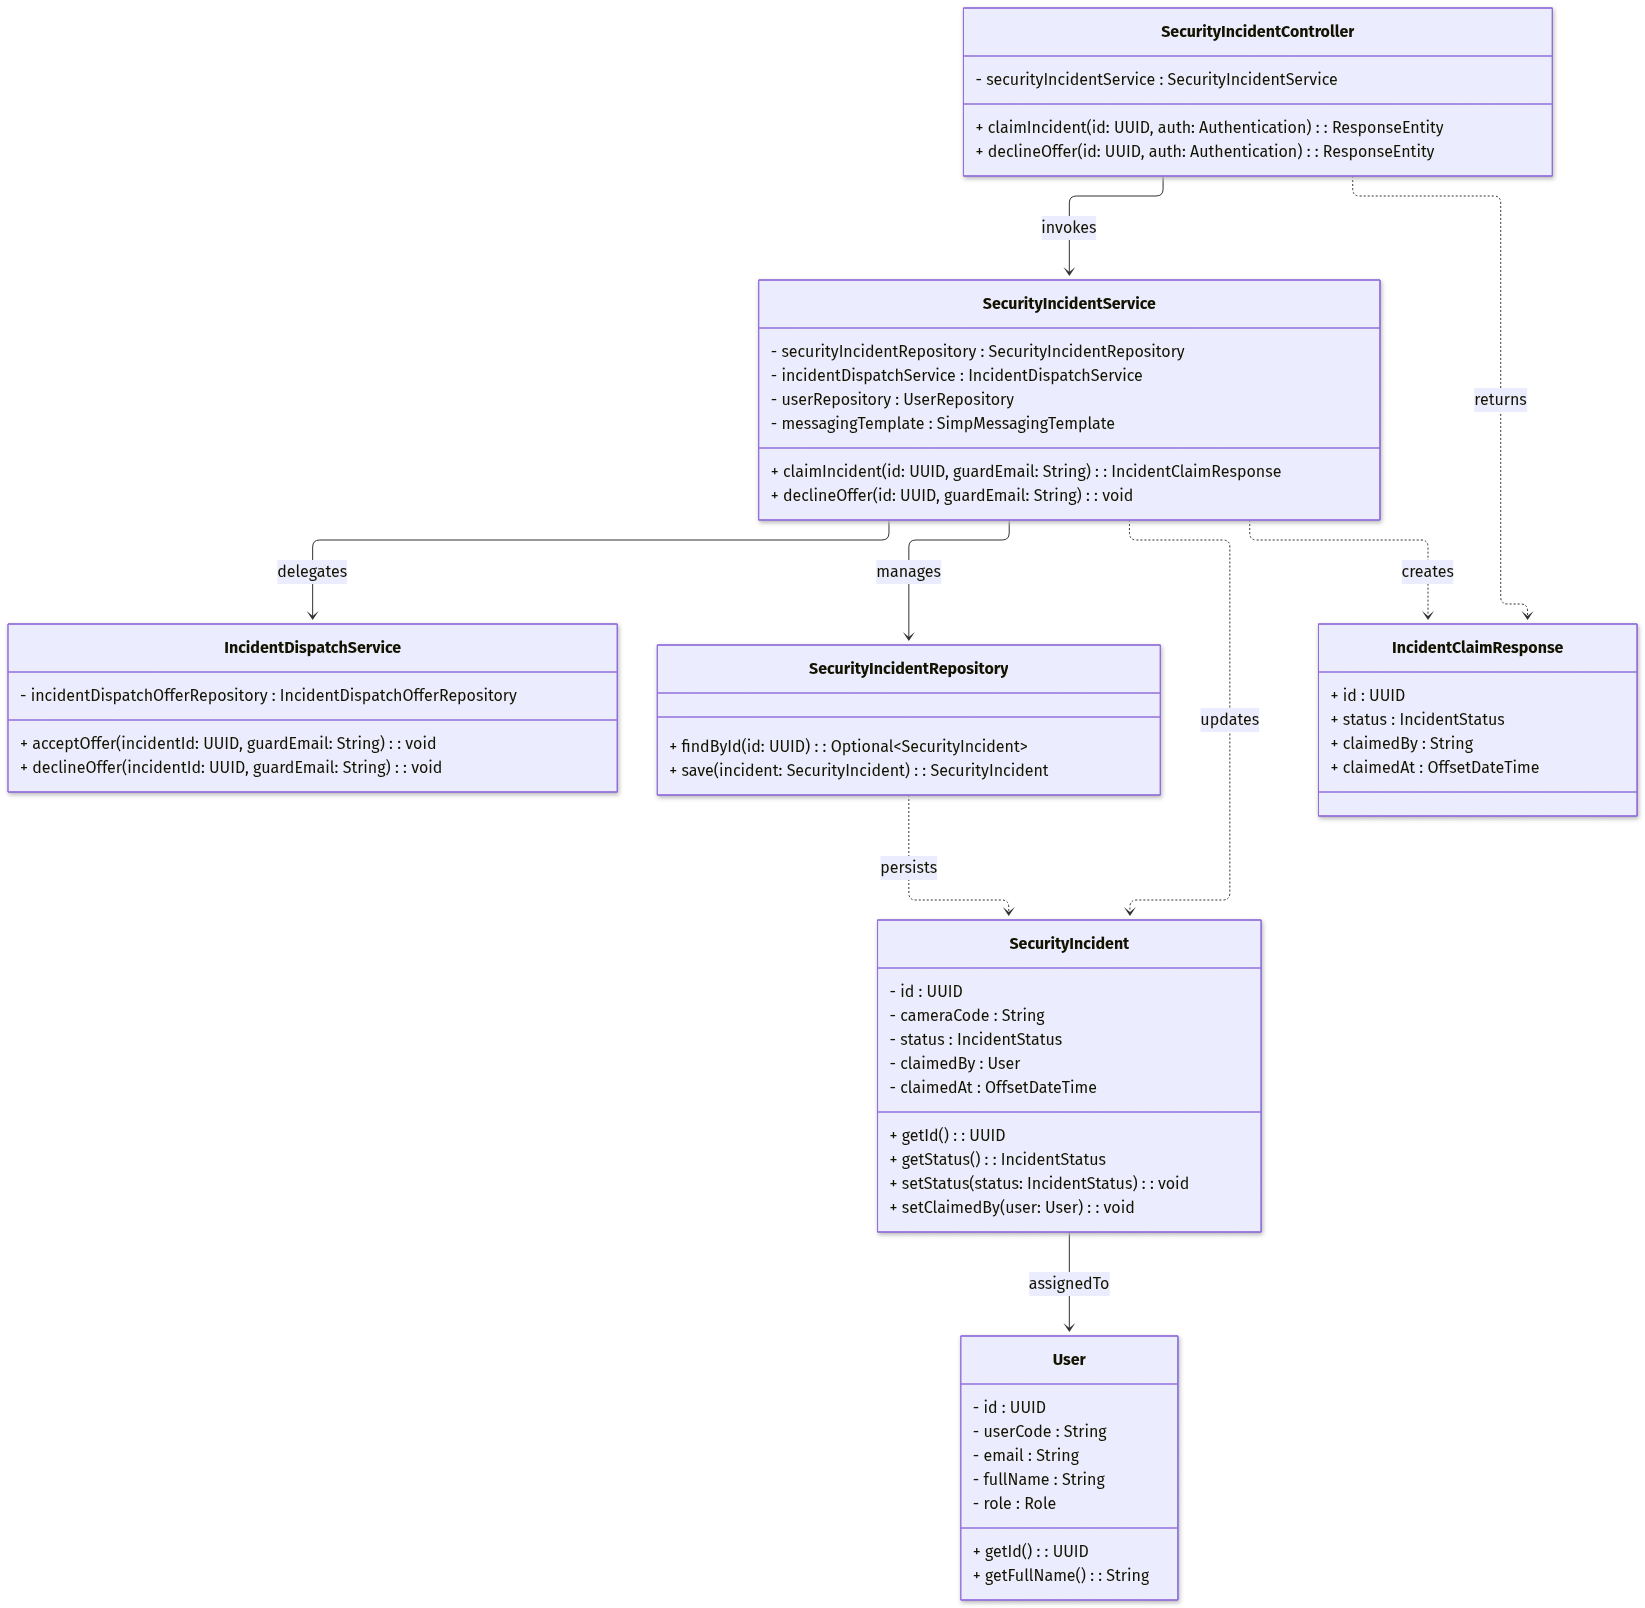 SecurityIncidentController
- securityIncidentService : SecurityIncidentService
+ claimIncident(id: UUID, auth: Authentication) : : ResponseEntity
+ declineOffer(id: UUID, auth: Authentication) : : ResponseEntity
invokes
SecurityIncidentService
- securityIncidentRepository : SecurityIncidentRepository
- incidentDispatchService : IncidentDispatchService
- userRepository : UserRepository
- messagingTemplate : SimpMessagingTemplate
+ claimIncident(id: UUID, guardEmail: String) : : IncidentClaimResponse
+ declineOffer(id: UUID, guardEmail: String) : : void
returns
delegates
manages
creates
IncidentDispatchService
- incidentDispatchOfferRepository : IncidentDispatchOfferRepository
+ acceptOffer(incidentId: UUID, guardEmail: String) : : void
+ declineOffer(incidentId: UUID, guardEmail: String) : : void
SecurityIncidentRepository
+ findById(id: UUID) : : Optional<SecurityIncident>
+ save(incident: SecurityIncident) : : SecurityIncident
updates
IncidentClaimResponse
+ id : UUID
+ status : IncidentStatus
+ claimedBy : String
+ claimedAt : OffsetDateTime
persists
SecurityIncident
- id : UUID
- cameraCode : String
- status : IncidentStatus
- claimedBy : User
- claimedAt : OffsetDateTime
+ getId() : : UUID
+ getStatus() : : IncidentStatus
+ setStatus(status: IncidentStatus) : : void
+ setClaimedBy(user: User) : : void
assignedTo
User
- id : UUID
- userCode : String
- email : String
- fullName : String
- role : Role
+ getId() : : UUID
+ getFullName() : : String